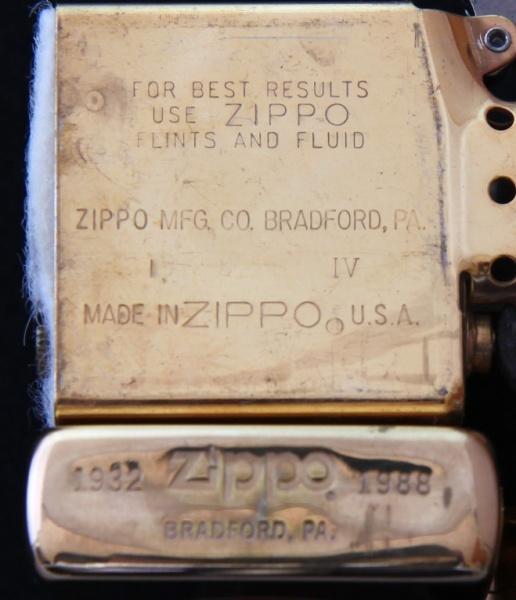 FOR BEST RESULTS
USE ZIPPO
FLINTS AND FLUID
ZIPPO MFG. CO. BRADFORD, PA.
I IV
MADE IN ZIPPO® U.S.A.
1932 Zippo 1988
BRADFORD, PA.